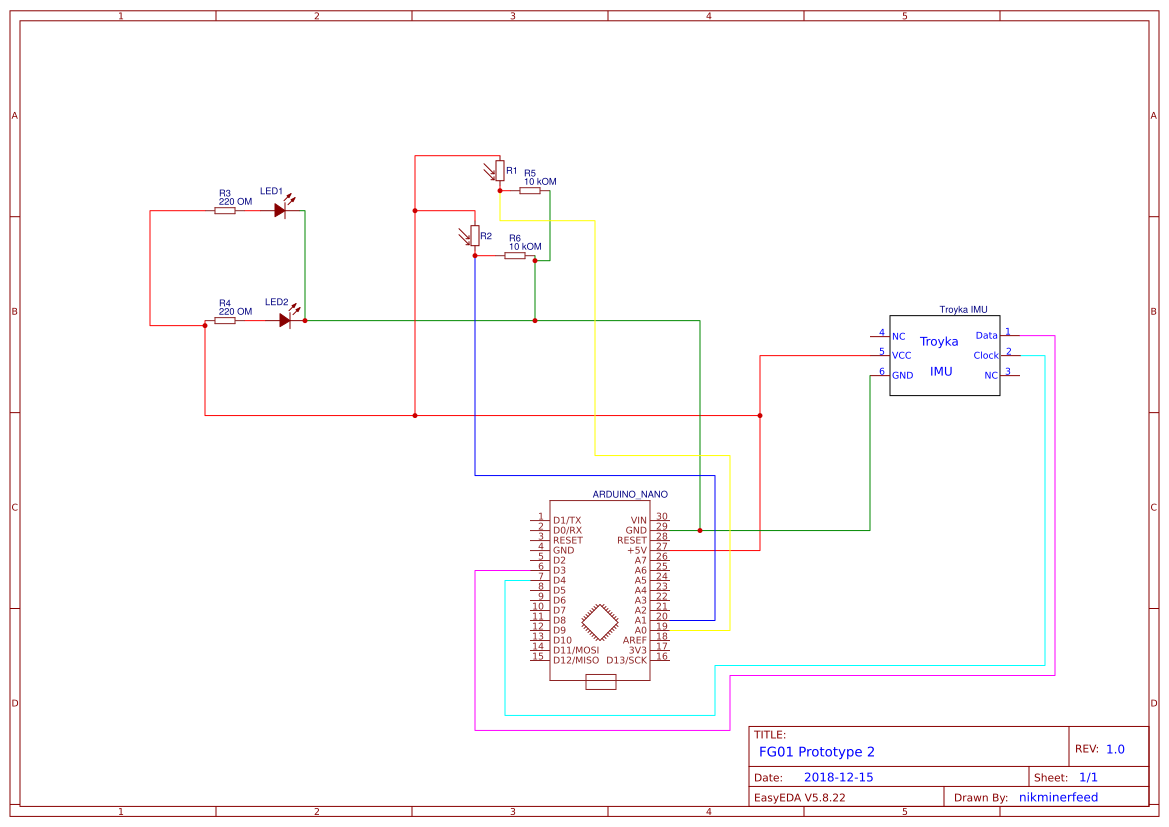 1 2 3 4 5
A A
R1
R5
10 kOM
R3
220 OM
LED1
R2
R6
10 kOM
R4
220 OM
LED2
B B
Troyka IMU
4 NC Data 1
Troyka
5 VCC Clock 2
IMU
6 GND NC 3
ARDUINO_NANO
C C
1 D1/TX VIN 30
2 D0/RX GND 29
3 RESET RESET 28
4 GND +5V 27
5 D2 A7 26
6 D3 A6 25
7 D4 A5 24
8 D5 A4 23
9 D6 A3 22
10 D7 A2 21
11 D8 A1 20
12 D9 A0 19
13 D10 AREF 18
14 D11/MOSI 3V3 17
15 D12/MISO D13/SCK 16
D D
TITLE:
FG01 Prototype 2
REV: 1.0
Date: 2018-12-15
Sheet: 1/1
EasyEDA V5.8.22
Drawn By: nikminerfeed
1 2 3 4 5